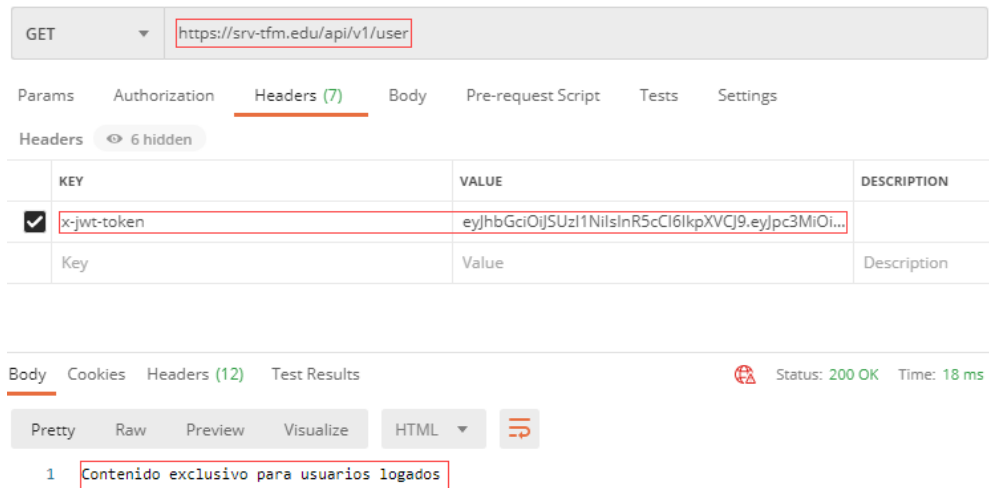 GET https://srv-tfm.edu/api/v1/user
Params Authorization Headers (7) Body Pre-request Script Tests Settings
Headers 6 hidden
KEY VALUE DESCRIPTION
x-jwt-token eyJhbGciOiJSUzI1NiIsInR5cCI6IkpXVCJ9.eyJpc3MiOi...
Key Value Description
Body Cookies Headers (12) Test Results Status: 200 OK Time: 18 ms
Pretty Raw Preview Visualize HTML
1 Contenido exclusivo para usuarios logados